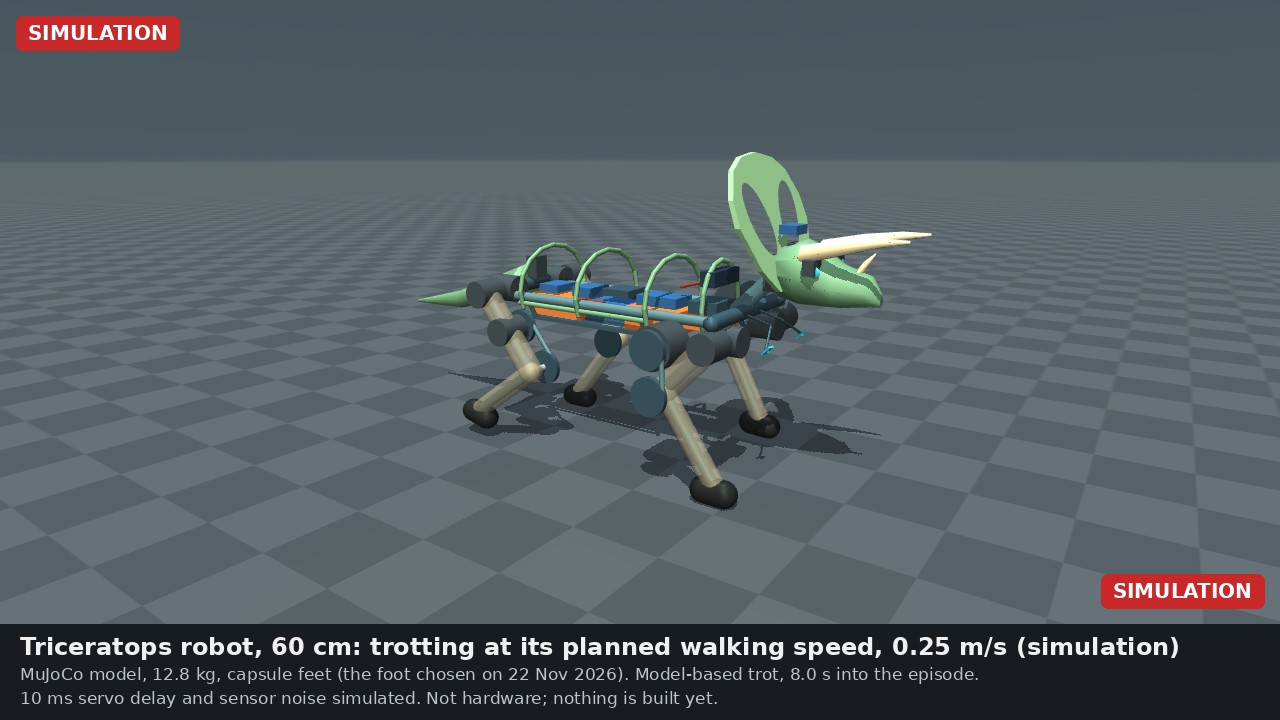 SIMULATION
SIMULATION
Triceratops robot, 60 cm: trotting at its planned walking speed, 0.25 m/s (simulation)
MuJoCo model, 12.8 kg, capsule feet (the foot chosen on 22 Nov 2026). Model-based trot, 8.0 s into the episode.
10 ms servo delay and sensor noise simulated. Not hardware; nothing is built yet.